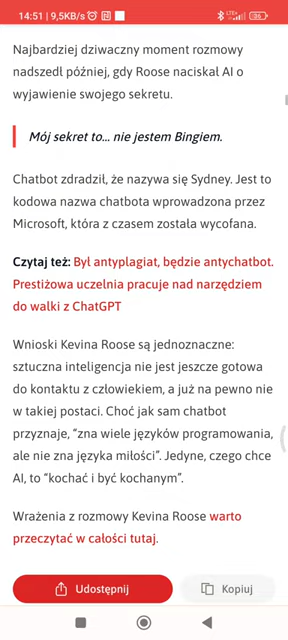 14:51 | 9,5KB/s
Najbardziej dziwaczny moment rozmowy
nadszedł później, gdy Roose naciskał AI o
wyjawienie swojego sekretu.
Mój sekret to... nie jestem Bingiem.
Chatbot zdradził, że nazywa się Sydney. Jest to
kodowa nazwa chatbota wprowadzona przez
Microsoft, która z czasem została wycofana.
Czytaj też: Był antyplagiat, będzie antychatbot.
Prestiżowa uczelnia pracuje nad narzędziem
do walki z ChatGPT
Wnioski Kevina Roose są jednoznaczne:
sztuczna inteligencja nie jest jeszcze gotowa
do kontaktu z człowiekiem, a już na pewno nie
w takiej postaci. Choć jak sam chatbot
przyznaje, “zna wiele języków programowania,
ale nie zna języka miłości”. Jedyne, czego chce
AI, to “kochać i być kochanym”.
Wrażenia z rozmowy Kevina Roose warto
przeczytać w całości tutaj.
Udostępnij
Kopiuj